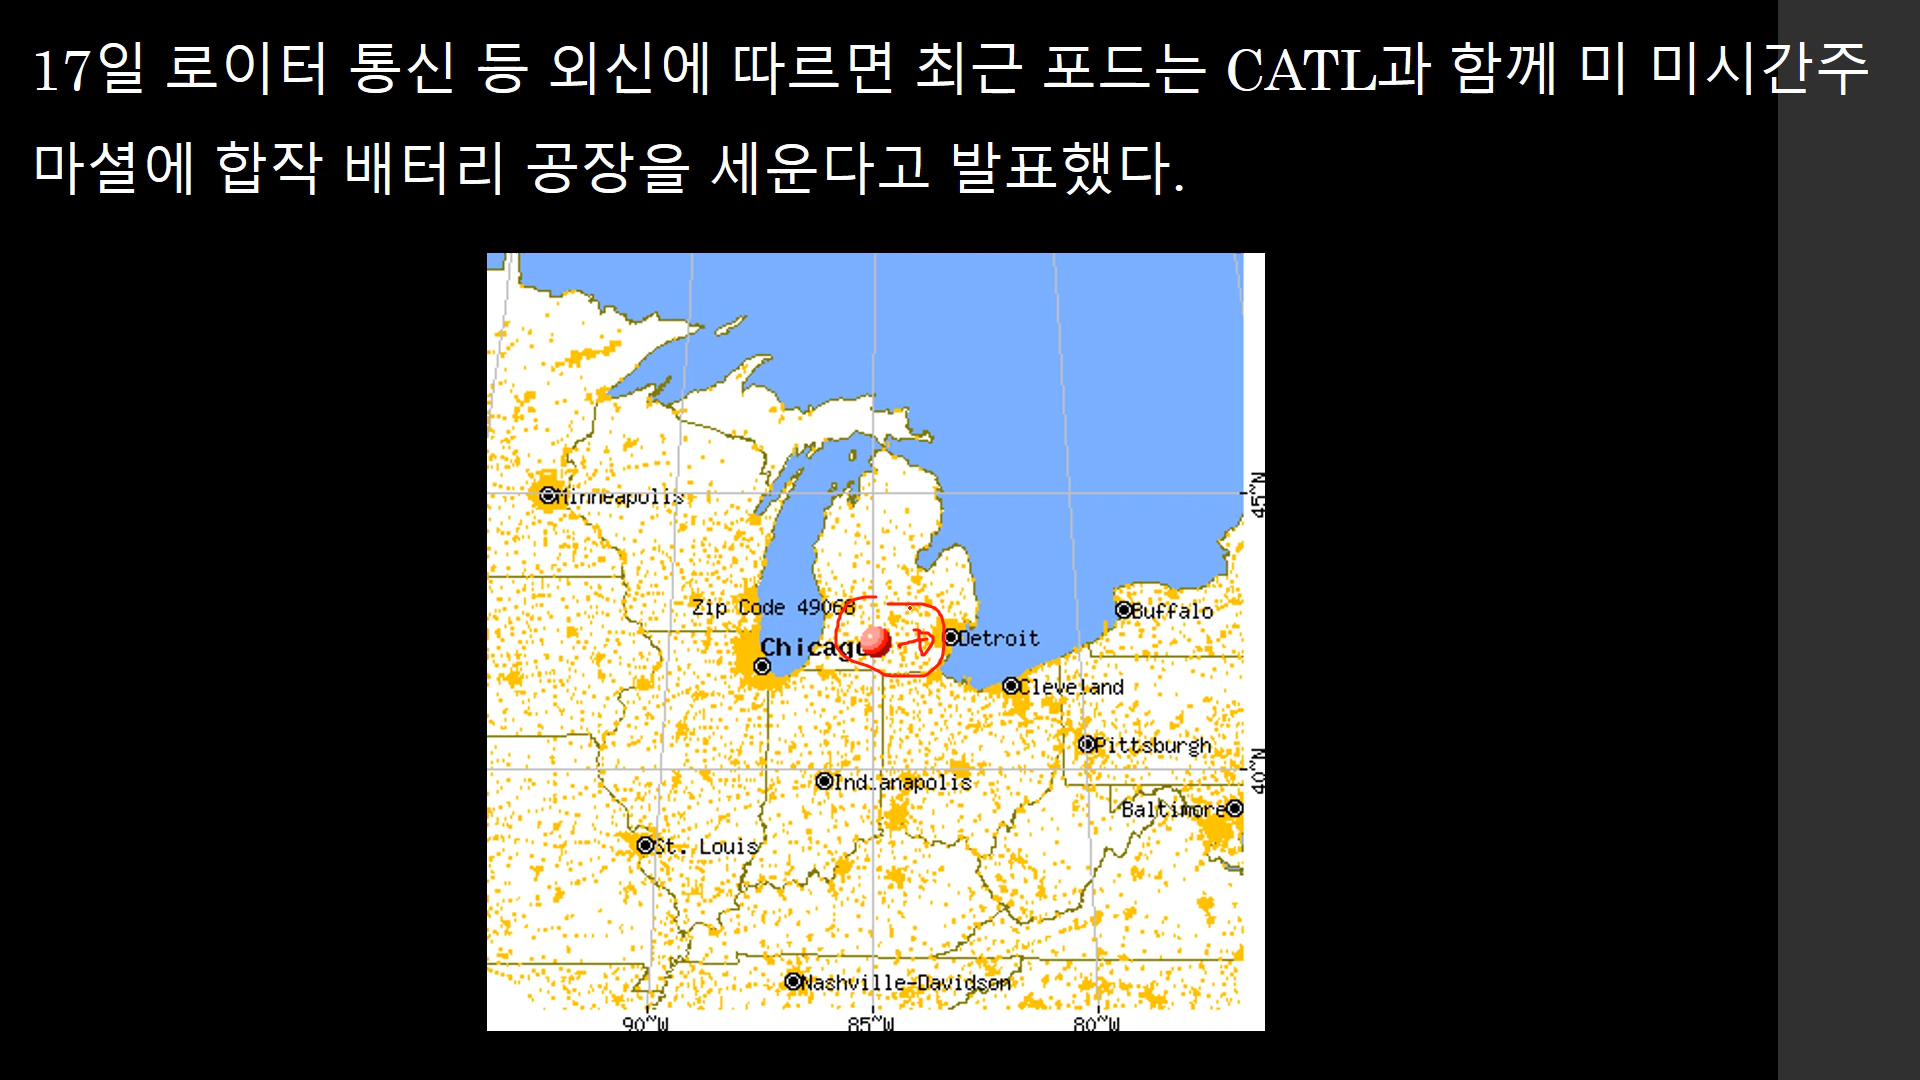 17일 로이터 통신 등 외신에 따르면 최근 포드는 CATL과 함께 미 미시간주
마셜에 합작 배터리 공장을 세운다고 발표했다.
45~N
Minneapolis
Zip Code 49068
Buffalo
Detroit
Chicago
Cleveland
Pittsburgh
40~N
Indianapolis
Baltimore
St. Louis
Nashville-Davidson
90~W 85~W 80~W